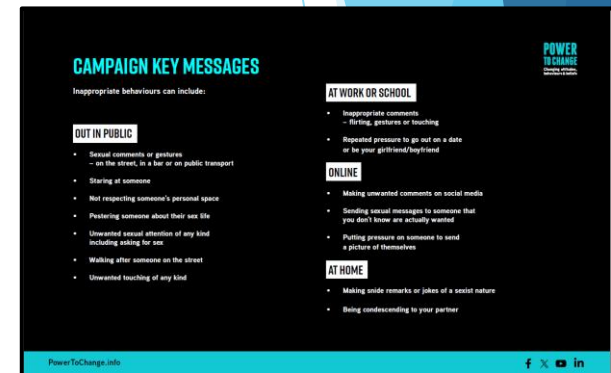 CAMPAIGN KEY MESSAGES
Inappropriate behaviours can include:
OUT IN PUBLIC
• Sexual comments or gestures
– on the street, in a bar or on public transport
• Staring at someone
• Not respecting someone's personal space
• Pestering someone about their sex life
• Unwanted sexual attention of any kind
including asking for sex
• Walking after someone on the street
• Unwanted touching of any kind
POWER
TO CHANGE
Changing attitudes,
behaviours & beliefs
AT WORK OR SCHOOL
• Inappropriate comments
– flirting, gestures or touching
• Repeated pressure to go out on a date
or be your girlfriend/boyfriend
ONLINE
• Making unwanted comments on social media
• Sending sexual messages to someone that
you don't know are actually wanted
• Putting pressure on someone to send
a picture of themselves
AT HOME
• Making snide remarks or jokes of a sexist nature
• Being condescending to your partner
PowerToChange.info